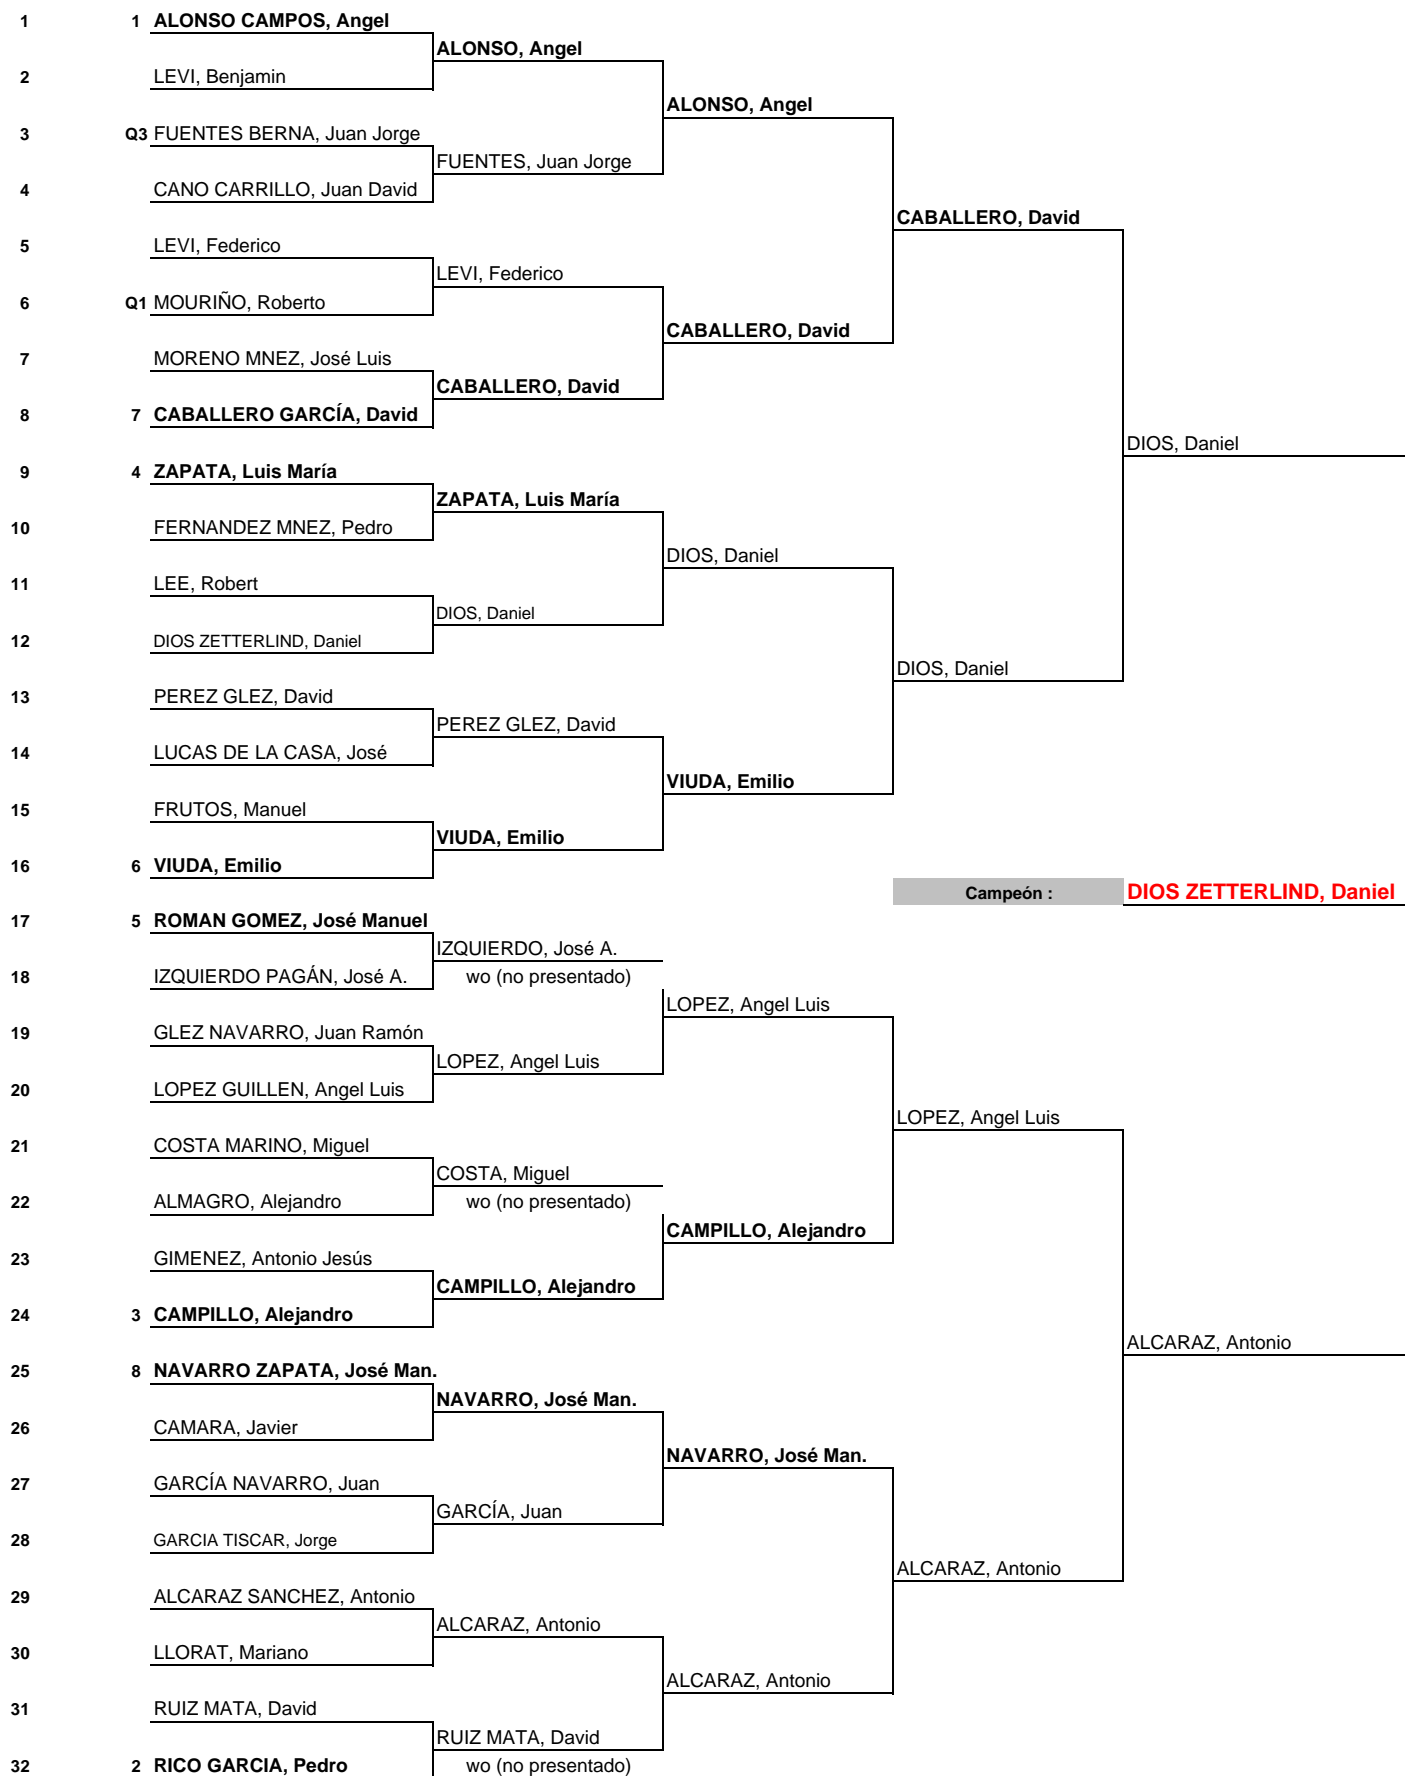 1 1 ALONSO CAMPOS, Angel
ALONSO, Angel
2 LEVI, Benjamin
ALONSO, Angel
3 Q3 FUENTES BERNA, Juan Jorge
FUENTES, Juan Jorge
4 CANO CARRILLO, Juan David
CABALLERO, David
5 LEVI, Federico
LEVI, Federico
6 Q1 MOURIÑO, Roberto
CABALLERO, David
7 MORENO MNEZ, José Luis
CABALLERO, David
8 7 CABALLERO GARCÍA, David
DIOS, Daniel
9 4 ZAPATA, Luis María
ZAPATA, Luis María
10 FERNANDEZ MNEZ, Pedro
DIOS, Daniel
11 LEE, Robert
DIOS, Daniel
12 DIOS ZETTERLIND, Daniel
DIOS, Daniel
13 PEREZ GLEZ, David
PEREZ GLEZ, David
14 LUCAS DE LA CASA, José
VIUDA, Emilio
15 FRUTOS, Manuel
VIUDA, Emilio
16 6 VIUDA, Emilio
Campeón : DIOS ZETTERLIND, Daniel
17 5 ROMAN GOMEZ, José Manuel
IZQUIERDO, José A.
18 IZQUIERDO PAGÁN, José A. wo (no presentado)
LOPEZ, Angel Luis
19 GLEZ NAVARRO, Juan Ramón
LOPEZ, Angel Luis
20 LOPEZ GUILLEN, Angel Luis
LOPEZ, Angel Luis
21 COSTA MARINO, Miguel
COSTA, Miguel
22 ALMAGRO, Alejandro wo (no presentado)
CAMPILLO, Alejandro
23 GIMENEZ, Antonio Jesús
CAMPILLO, Alejandro
24 3 CAMPILLO, Alejandro
ALCARAZ, Antonio
25 8 NAVARRO ZAPATA, José Man.
NAVARRO, José Man.
26 CAMARA, Javier
NAVARRO, José Man.
27 GARCÍA NAVARRO, Juan
GARCÍA, Juan
28 GARCIA TISCAR, Jorge
ALCARAZ, Antonio
29 ALCARAZ SANCHEZ, Antonio
ALCARAZ, Antonio
30 LLORAT, Mariano
ALCARAZ, Antonio
31 RUIZ MATA, David
RUIZ MATA, David
32 2 RICO GARCIA, Pedro wo (no presentado)